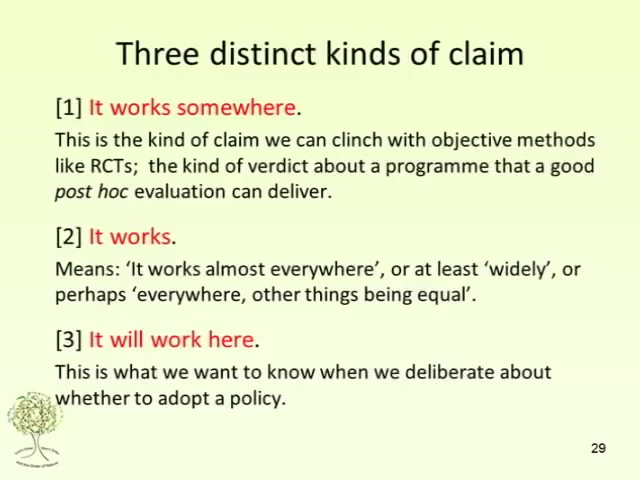 Three distinct kinds of claim
[1] It works somewhere.
This is the kind of claim we can clinch with objective methods
like RCTs;  the kind of verdict about a programme that a good
post hoc evaluation can deliver.
[2] It works.
Means: ‘It works almost everywhere’, or at least ‘widely’, or
perhaps ‘everywhere, other things being equal’.
[3] It will work here.
This is what we want to know when we deliberate about
whether to adopt a policy.
29